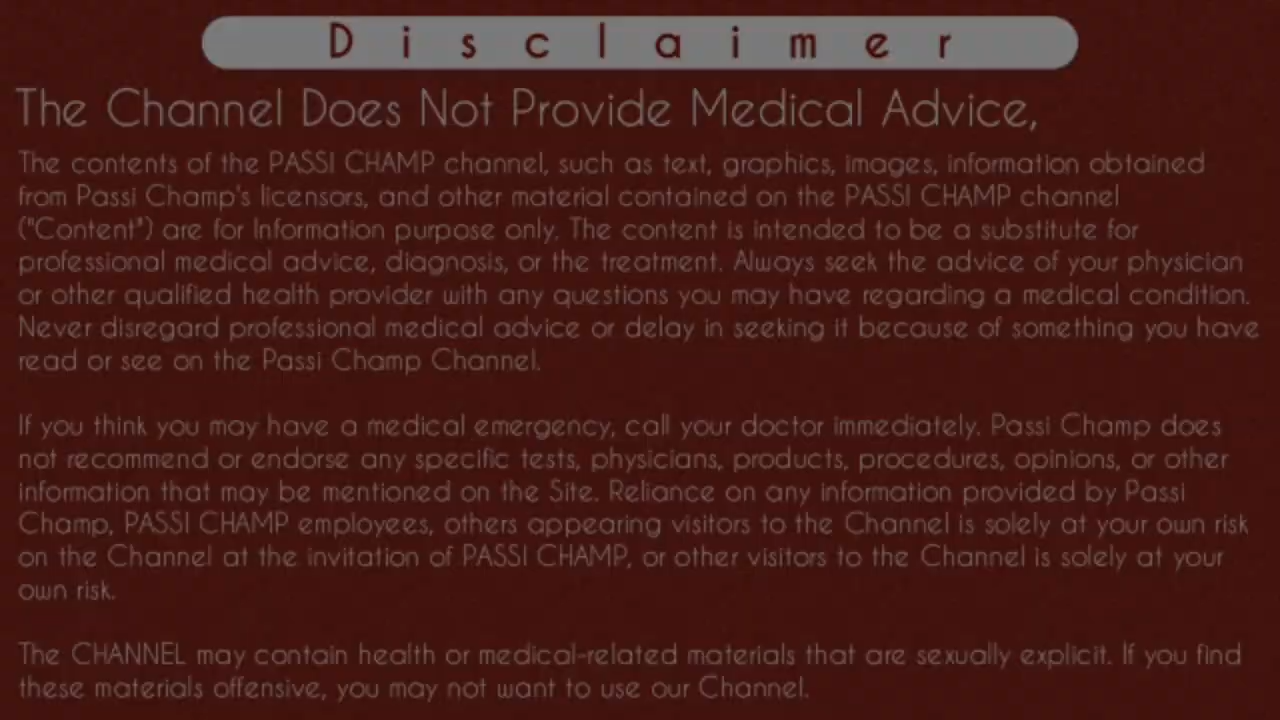 Disclaimer
The Channel Does Not Provide Medical Advice,
The contents of the PASSI CHAMP channel, such as text, graphics, images, information obtained
from Passi Champ's licensors, and other material contained on the PASSI CHAMP channel
("Content") are for Information purpose only. The content is intended to be a substitute for
professional medical advice, diagnosis, or the treatment. Always seek the advice of your physician
or other qualified health provider with any questions you may have regarding a medical condition.
Never disregard professional medical advice or delay in seeking it because of something you have
read or see on the Passi Champ Channel.
If you think you may have a medical emergency, call your doctor immediately. Passi Champ does
not recommend or endorse any specific tests, physicians, products, procedures, opinions, or other
information that may be mentioned on the Site. Reliance on any information provided by Passi
Champ, PASSI CHAMP employees, others appearing visitors to the Channel is solely at your own risk
on the Channel at the invitation of PASSI CHAMP, or other visitors to the Channel is solely at your
own risk.
The CHANNEL may contain health or medical-related materials that are sexually explicit. If you find
these materials offensive, you may not want to use our Channel.